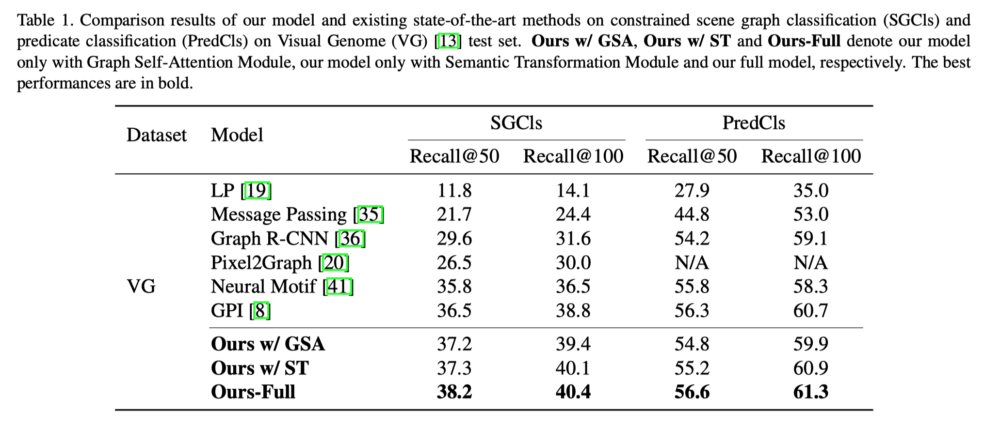 Table 1. Comparison results of our model and existing state-of-the-art methods on constrained scene graph classification (SGCls) and
predicate classification (PredCls) on Visual Genome (VG) [13] test set. Ours w/ GSA, Ours w/ ST and Ours-Full denote our model
only with Graph Self-Attention Module, our model only with Semantic Transformation Module and our full model, respectively. The best
performances are in bold.
Dataset Model SGCls PredCls
Recall@50 Recall@100 Recall@50 Recall@100
LP [19] 11.8 14.1 27.9 35.0
Message Passing [35] 21.7 24.4 44.8 53.0
Graph R-CNN [36] 29.6 31.6 54.2 59.1
Pixel2Graph [20] 26.5 30.0 N/A N/A
VG Neural Motif [41] 35.8 36.5 55.8 58.3
GPI [8] 36.5 38.8 56.3 60.7
Ours w/ GSA 37.2 39.4 54.8 59.9
Ours w/ ST 37.3 40.1 55.2 60.9
Ours-Full 38.2 40.4 56.6 61.3